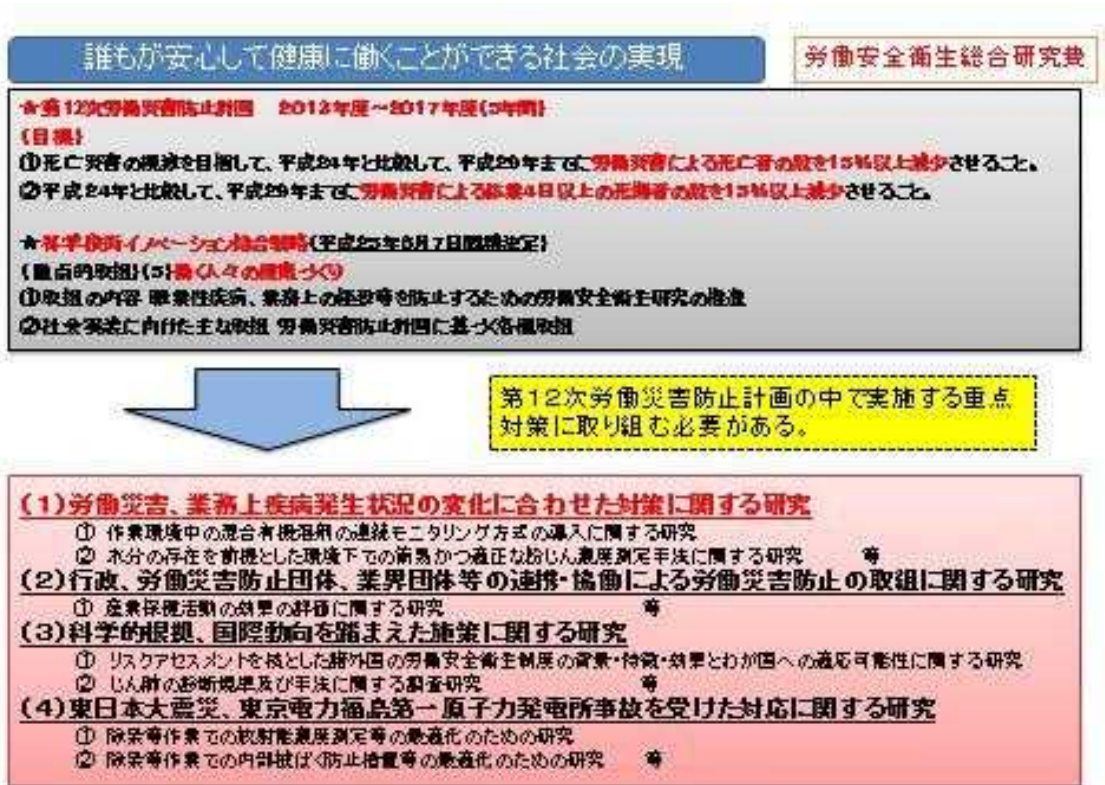 誰もが安心して健康に働くことができる社会の実現
労働安全衛生総合研究費
★第12次労働災害防止計画 2013年度~2017年度(5年間)
(目標)
①死亡災害の撲滅を目指して、平成24年と比較して、平成29年までに労働災害による死亡者の数を15%以上減少させること。
②平成24年と比較して、平成29年までに労働災害による休業4日以上の死傷者の数を15%以上減少させること。
★科学技術イノベーション総合戦略(平成25年6月7日閣議決定)
(重点的取組)(5)働く人々の健康づくり
①取組の内容 職業性疾病、業務上の怪我等を防止するための労働安全衛生研究の推進
②社会実装に向けた主な取組 労働災害防止計画に基づく各種取組
第12次労働災害防止計画の中で実施する重点
対策に取り組む必要がある。
(1)労働災害、業務上疾病発生状況の変化に合わせた対策に関する研究
① 作業環境中の混合有機溶剤の連続モニタリング方式の導入に関する研究
② 水分の存在を前提とした環境下での簡易かつ適正な粉じん濃度測定手法に関する研究 等
(2)行政、労働災害防止団体、業界団体等の連携・協働による労働災害防止の取組に関する研究
① 産業保健活動の効果の評価に関する研究 等
(3)科学的根拠、国際動向を踏まえた施策に関する研究
① リスクアセスメントを核とした諸外国の労働安全衛生制度の背景・特徴・効果とわが国への適応可能性に関する研究
② じん肺の診断規準及び手法に関する調査研究 等
(4)東日本大震災、東京電力福島第一原子力発電所事故を受けた対応に関する研究
① 除染等作業での放射能濃度測定等の最適化のための研究
② 除染等作業での内部被ばく防止措置等の最適化のための研究 等